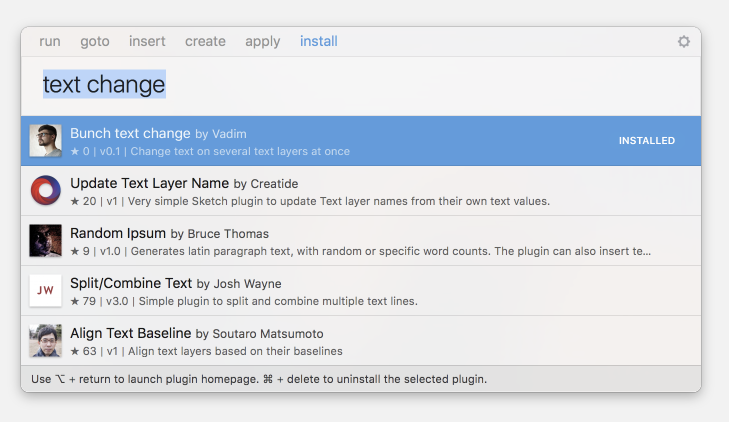 run goto insert create apply install
text change
Bunch text change by Vadim
★ 0 | v0.1 | Change text on several text layers at once
INSTALLED
Update Text Layer Name by Creatide
★ 20 | v1 | Very simple Sketch plugin to update Text layer names from their own text values.
Random Ipsum by Bruce Thomas
★ 9 | v1.0 | Generates latin paragraph text, with random or specific word counts. The plugin can also insert te...
JW
Split/Combine Text by Josh Wayne
★ 79 | v3.0 | Simple plugin to split and combine multiple text lines.
Align Text Baseline by Soutaro Matsumoto
★ 63 | v1 | Align text layers based on their baselines
Use ⌥ + return to launch plugin homepage. ⌘ + delete to uninstall the selected plugin.